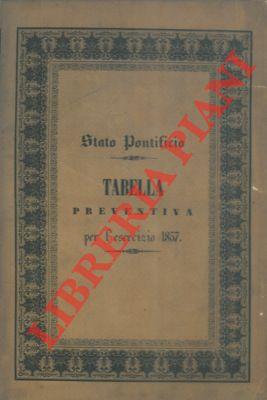 Stato Pontificio
TABELLA
PREVENTIVA
per l'esercizio 1857.
LIBRERIA PIANI